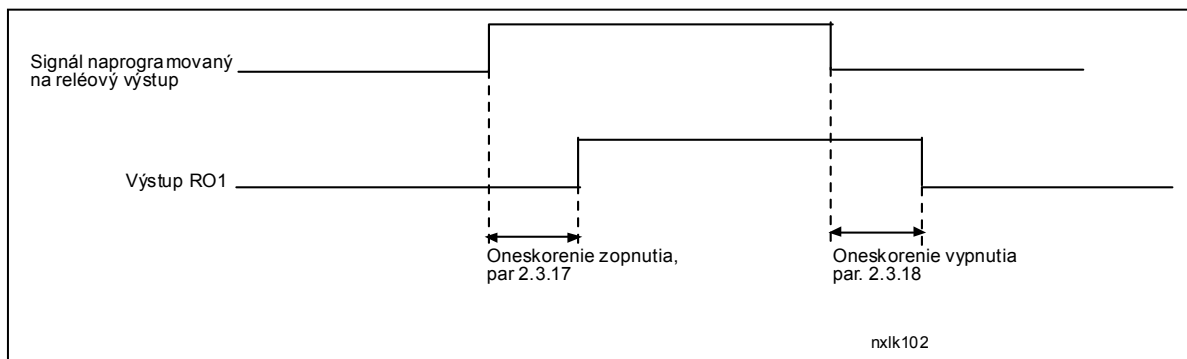 Signál naprogramovaný
na reléový výstup
Výstup RO1
Oneskorenie zopnutia,
par 2.3.17
Oneskorenie vypnutia
par. 2.3.18
nxlk102